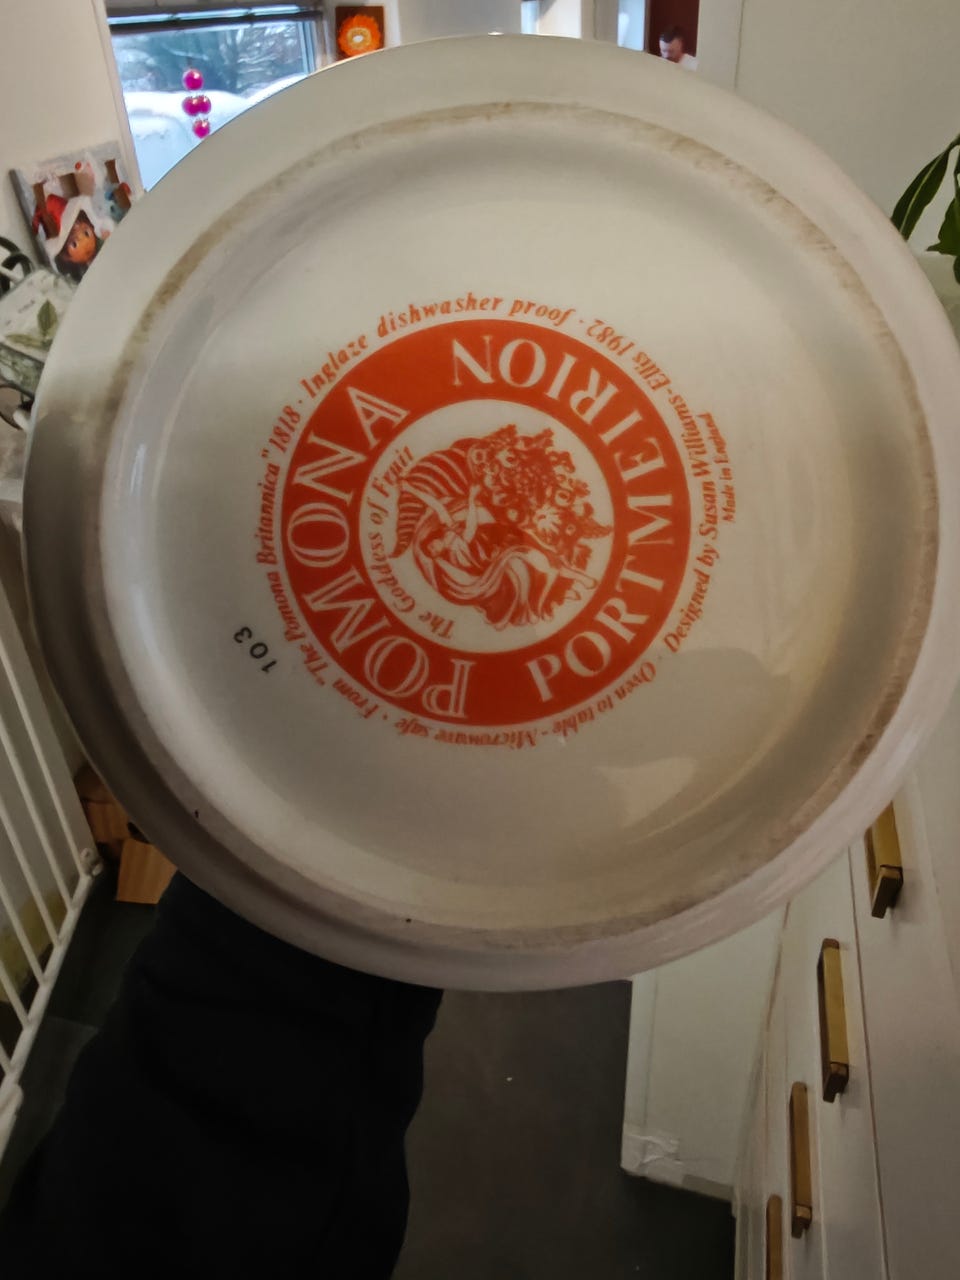 POMONA
PORTMEIRION
The Goddess of Fruit
From "The Pomona Britannica" 1818 · Inglaze dishwasher proof ·
Designed by Susan Williams-Ellis 1982 ·
Made in England
Oven to table - Microwave safe ·
103